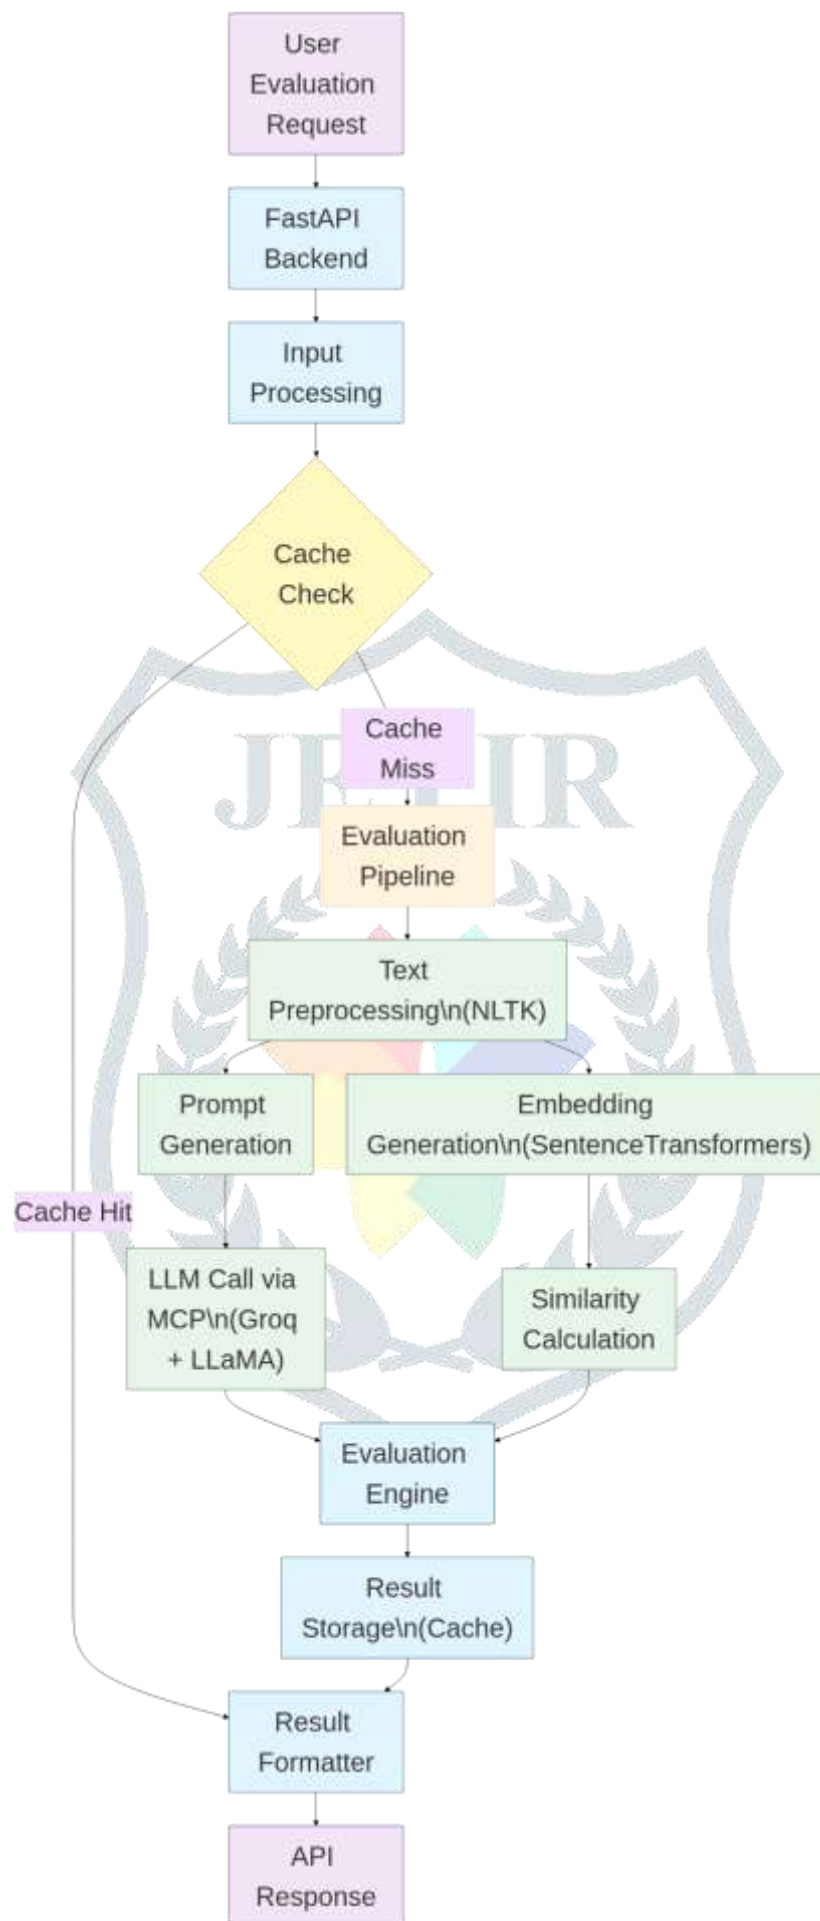 User
Evaluation
Request
FastAPI
Backend
Input
Processing
Cache
Check
Cache
Miss
Evaluation
Pipeline
Text
Preprocessing\n(NLTK)
Prompt
Generation
Embedding
Generation\n(SentenceTransformers)
Cache Hit
LLM Call via
MCP\n(Groq
+ LLaMA)
Similarity
Calculation
Evaluation
Engine
Result
Storage\n(Cache)
Result
Formatter
API
Response